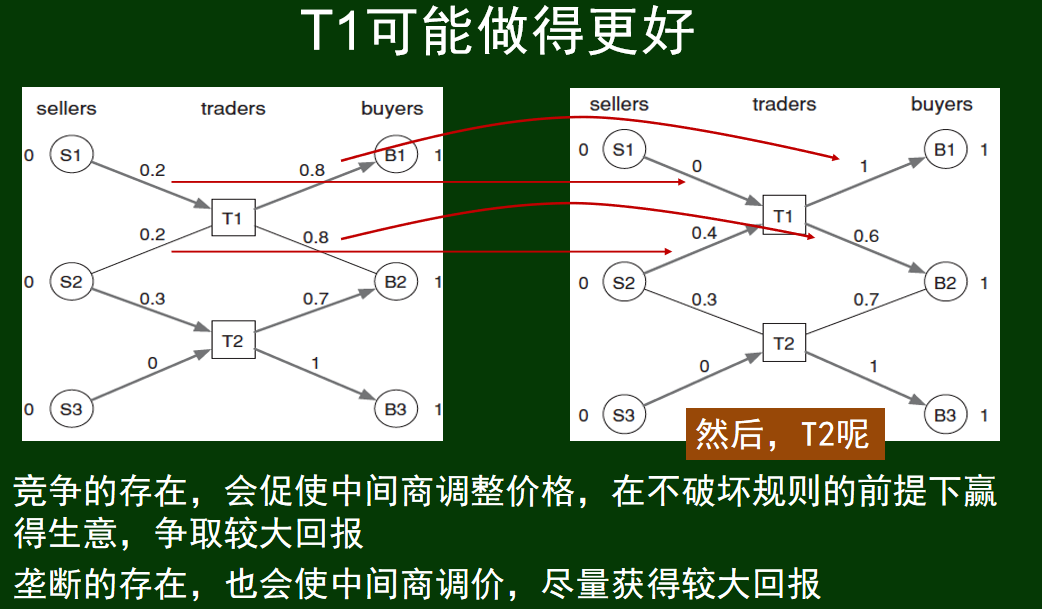 T1可能做得更好
sellers traders buyers
0 S1 0.2 0.8 B1 1
T1
0.2 0.8
0 S2 B2 1
0.3 0.7
T2
0 1
0 S3 B3 1
sellers traders buyers
0 S1 0 1 B1 1
T1
0.4 0.6
0 S2 B2 1
0.3 0.7
T2
0 1
0 S3 B3 1
然后，T2呢
竞争的存在，会促使中间商调整价格，在不破坏规则的前提下赢
得生意，争取较大回报
垄断的存在，也会使中间商调价，尽量获得较大回报